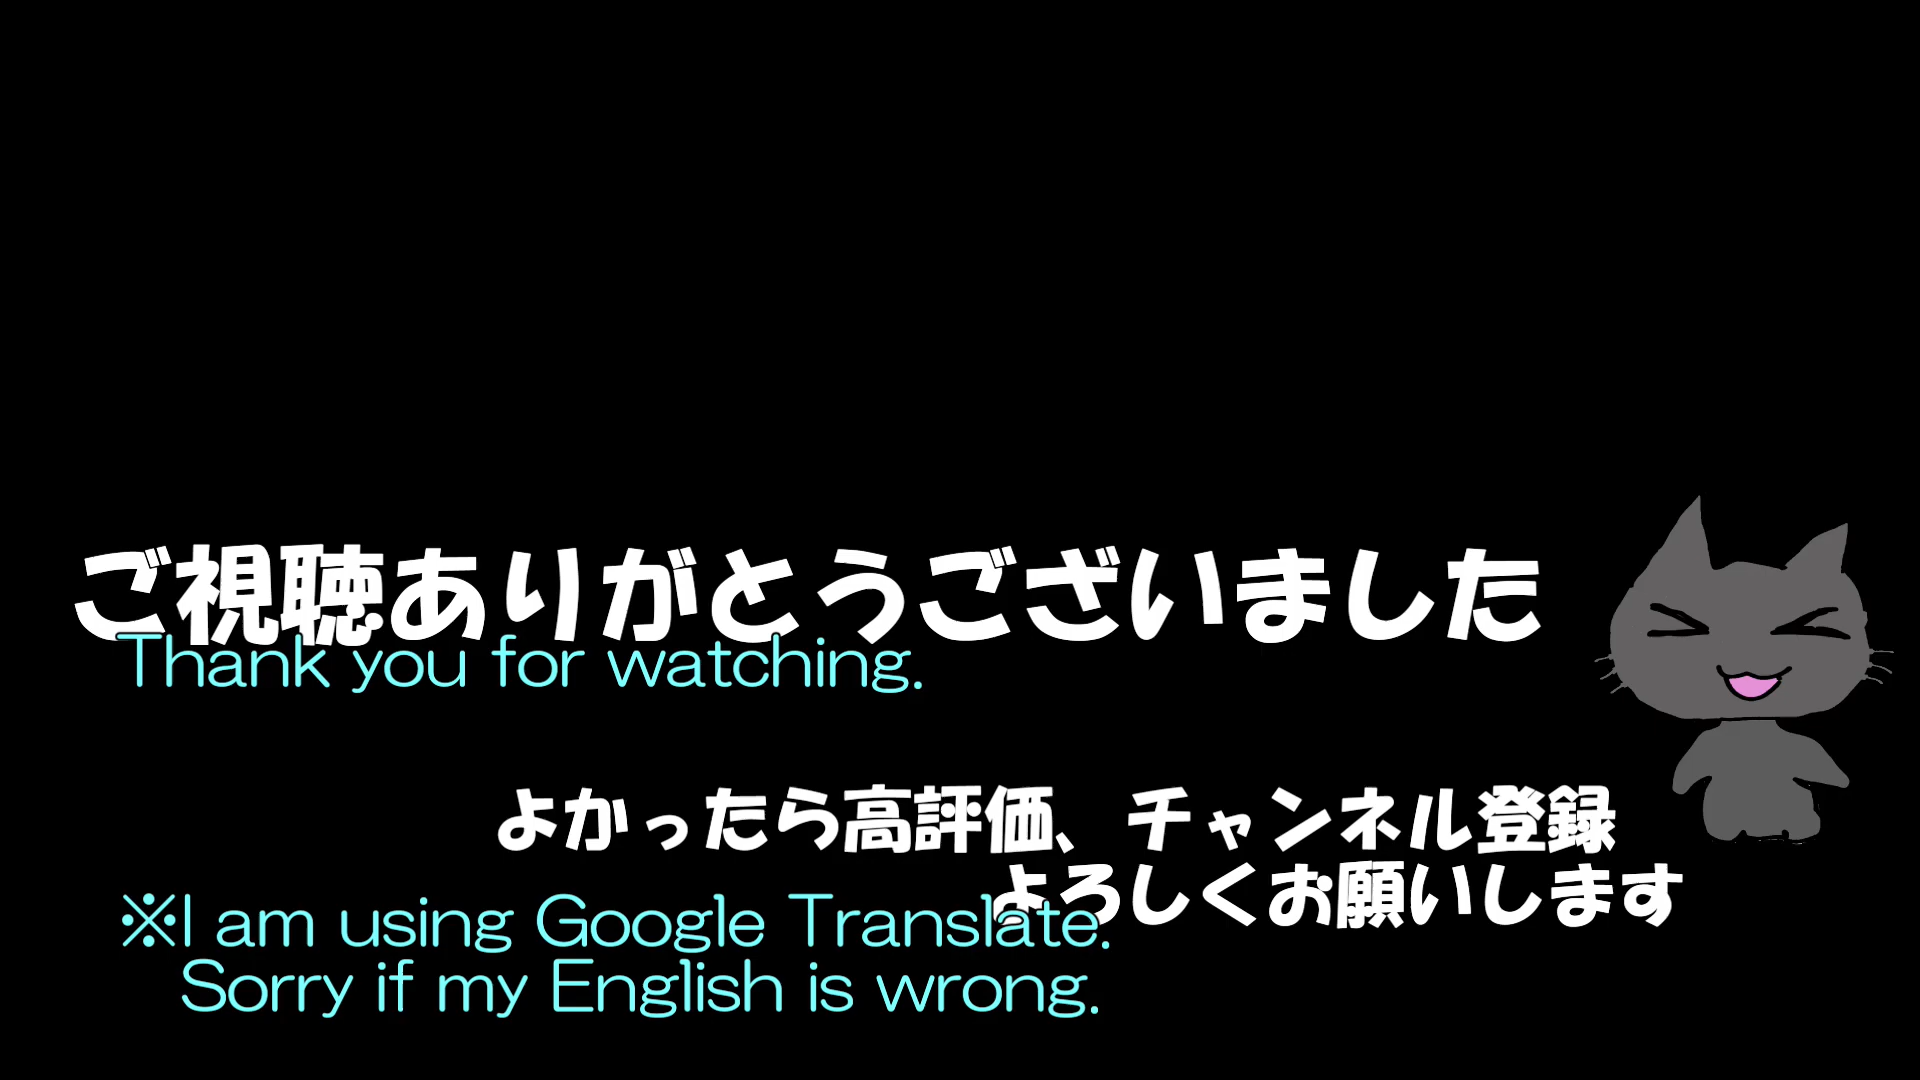 ご視聴ありがとうございました
Thank you for watching.
よかったら高評価、チャンネル登録
よろしくお願いします
※I am using Google Translate.
Sorry if my English is wrong.